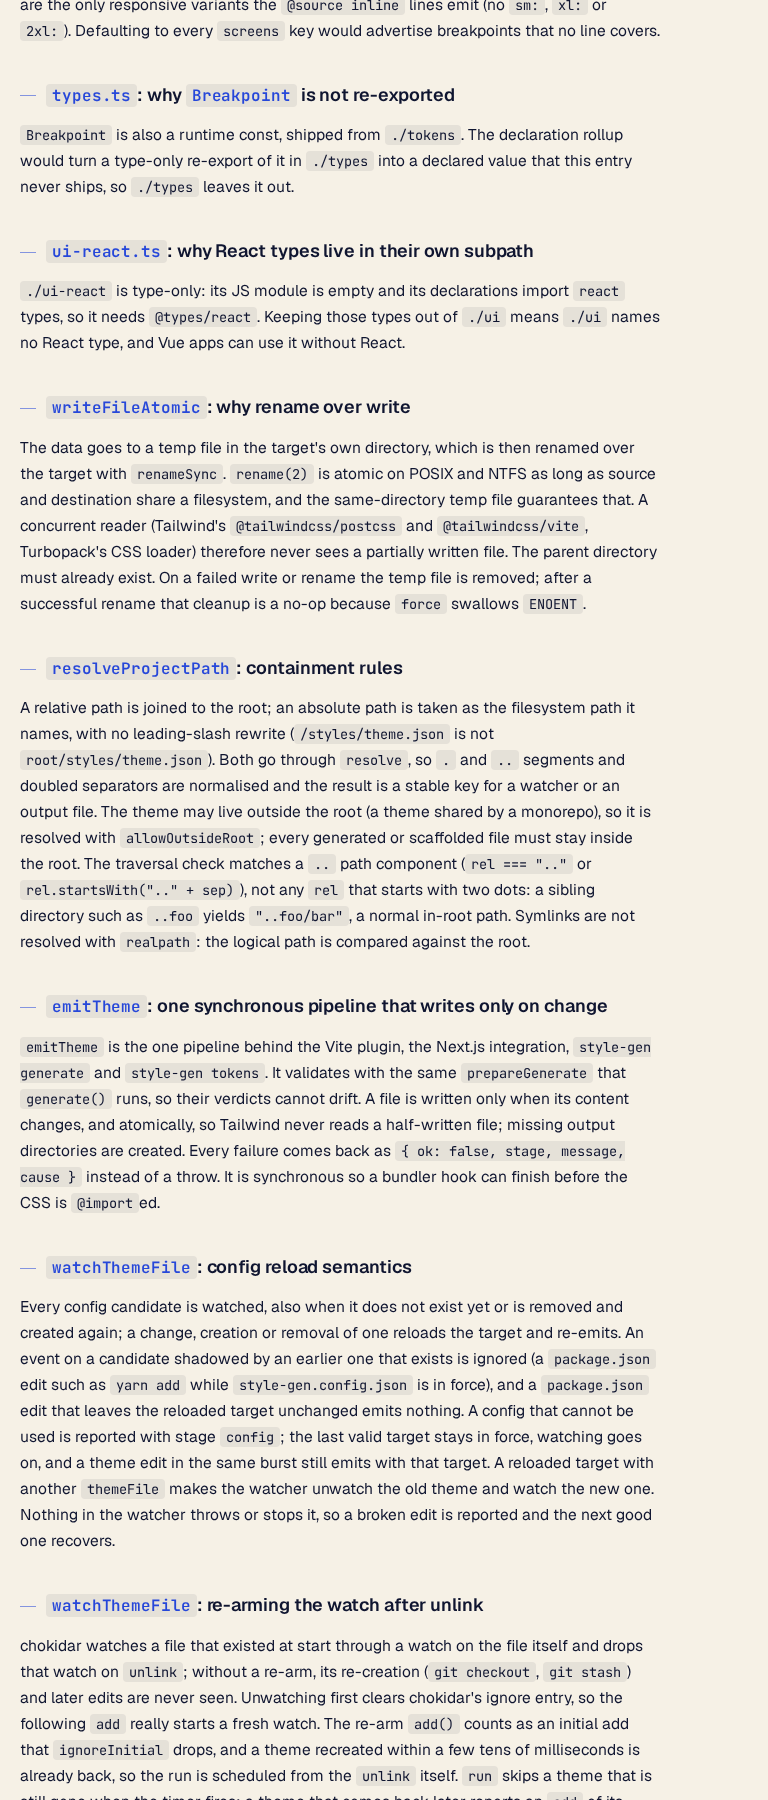 are the only responsive variants the @source inline lines emit (no sm: , xl: or
2xl: ). Defaulting to every screens key would advertise breakpoints that no line covers.
— types.ts : why Breakpoint is not re-exported
Breakpoint is also a runtime const, shipped from ./tokens . The declaration rollup
would turn a type-only re-export of it in ./types into a declared value that this entry
never ships, so ./types leaves it out.
— ui-react.ts : why React types live in their own subpath
./ui-react is type-only: its JS module is empty and its declarations import react
types, so it needs @types/react . Keeping those types out of ./ui means ./ui names
no React type, and Vue apps can use it without React.
— writeFileAtomic : why rename over write
The data goes to a temp file in the target's own directory, which is then renamed over
the target with renameSync . rename(2) is atomic on POSIX and NTFS as long as source
and destination share a filesystem, and the same-directory temp file guarantees that. A
concurrent reader (Tailwind's @tailwindcss/postcss and @tailwindcss/vite ,
Turbopack's CSS loader) therefore never sees a partially written file. The parent directory
must already exist. On a failed write or rename the temp file is removed; after a
successful rename that cleanup is a no-op because force swallows ENOENT .
— resolveProjectPath : containment rules
A relative path is joined to the root; an absolute path is taken as the filesystem path it
names, with no leading-slash rewrite ( /styles/theme.json is not
root/styles/theme.json ). Both go through resolve , so . and .. segments and
doubled separators are normalised and the result is a stable key for a watcher or an
output file. The theme may live outside the root (a theme shared by a monorepo), so it is
resolved with allowOutsideRoot ; every generated or scaffolded file must stay inside
the root. The traversal check matches a .. path component ( rel === ".." or
rel.startsWith(".." + sep) ), not any rel that starts with two dots: a sibling
directory such as ..foo yields "..foo/bar" , a normal in-root path. Symlinks are not
resolved with realpath : the logical path is compared against the root.
— emitTheme : one synchronous pipeline that writes only on change
emitTheme is the one pipeline behind the Vite plugin, the Next.js integration, style-gen
generate and style-gen tokens . It validates with the same prepareGenerate that
generate() runs, so their verdicts cannot drift. A file is written only when its content
changes, and atomically, so Tailwind never reads a half-written file; missing output
directories are created. Every failure comes back as { ok: false, stage, message,
cause } instead of a throw. It is synchronous so a bundler hook can finish before the
CSS is @import ed.
— watchThemeFile : config reload semantics
Every config candidate is watched, also when it does not exist yet or is removed and
created again; a change, creation or removal of one reloads the target and re-emits. An
event on a candidate shadowed by an earlier one that exists is ignored (a package.json
edit such as yarn add while style-gen.config.json is in force), and a package.json
edit that leaves the reloaded target unchanged emits nothing. A config that cannot be
used is reported with stage config ; the last valid target stays in force, watching goes
on, and a theme edit in the same burst still emits with that target. A reloaded target with
another themeFile makes the watcher unwatch the old theme and watch the new one.
Nothing in the watcher throws or stops it, so a broken edit is reported and the next good
one recovers.
— watchThemeFile : re-arming the watch after unlink
chokidar watches a file that existed at start through a watch on the file itself and drops
that watch on unlink ; without a re-arm, its re-creation ( git checkout , git stash )
and later edits are never seen. Unwatching first clears chokidar's ignore entry, so the
following add really starts a fresh watch. The re-arm add() counts as an initial add
that ignoreInitial drops, and a theme recreated within a few tens of milliseconds is
already back, so the run is scheduled from the unlink itself. run skips a theme that is